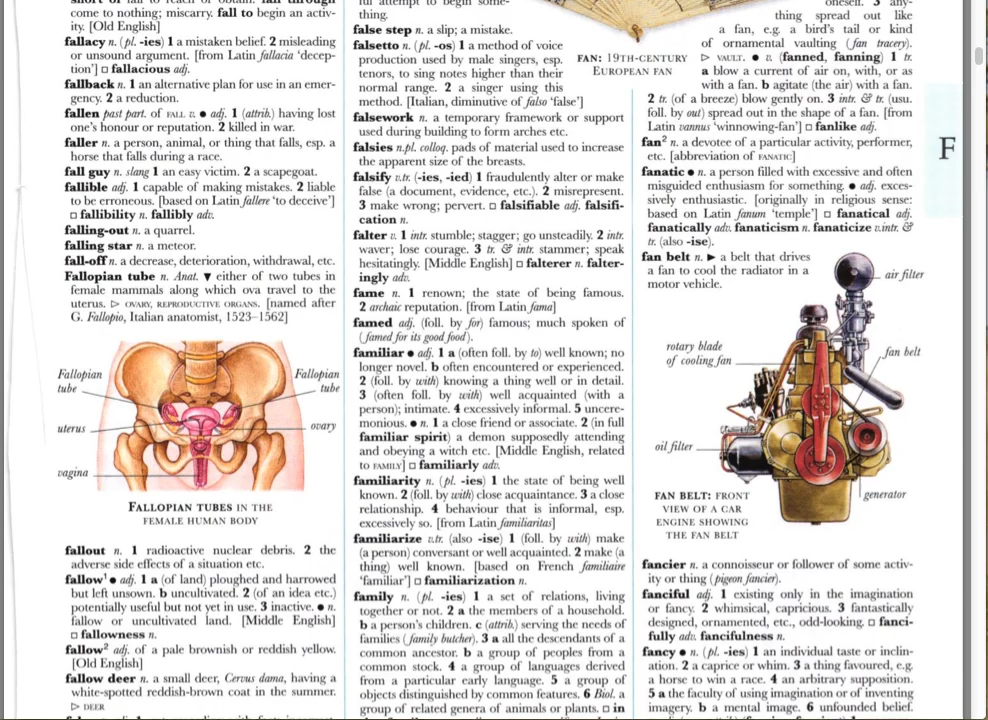 short of fail to reach or obtain. fall through
come to nothing; miscarry. fall to begin an activ-
ity. [Old English]
fallacy n. (pl. -ies) 1 a mistaken belief. 2 misleading
or unsound argument. [from Latin fallacia ‘decep-
tion’] □ fallacious adj.
fallback n. 1 an alternative plan for use in an emer-
gency. 2 a reduction.
fallen past part. of FALL v. ● adj. 1 (attrib.) having lost
one's honour or reputation. 2 killed in war.
faller n. a person, animal, or thing that falls, esp. a
horse that falls during a race.
fall guy n. slang 1 an easy victim. 2 a scapegoat.
fallible adj. 1 capable of making mistakes. 2 liable
to be erroneous. [based on Latin fallere ‘to deceive’]
□ fallibility n. fallibly adv.
falling-out n. a quarrel.
falling star n. a meteor.
fall-off n. a decrease, deterioration, withdrawal, etc.
Fallopian tube n. Anat. ▼ either of two tubes in
female mammals along which ova travel to the
uterus. ▷ OVARY, REPRODUCTIVE ORGANS. [named after
G. Fallopio, Italian anatomist, 1523–1562]
Fallopian
tube
Fallopian
tube
uterus
ovary
vagina
FALLOPIAN TUBES IN THE
FEMALE HUMAN BODY
fallout n. 1 radioactive nuclear debris. 2 the
adverse side effects of a situation etc.
fallow¹ ● adj. 1 a (of land) ploughed and harrowed
but left unsown. b uncultivated. 2 (of an idea etc.)
potentially useful but not yet in use. 3 inactive. ● n.
fallow or uncultivated land. [Middle English]
□ fallowness n.
fallow² adj. of a pale brownish or reddish yellow.
[Old English]
fallow deer n. a small deer, Cervus dama, having a
white-spotted reddish-brown coat in the summer.
▷ DEER
ful attempt to begin some-
thing.
false step n. a slip; a mistake.
falsetto n. (pl. -os) 1 a method of voice
production used by male singers, esp.
tenors, to sing notes higher than their
normal range. 2 a singer using this
method. [Italian, diminutive of falso ‘false’]
falsework n. a temporary framework or support
used during building to form arches etc.
falsies n.pl. colloq. pads of material used to increase
the apparent size of the breasts.
falsify v.tr. (-ies, -ied) 1 fraudulently alter or make
false (a document, evidence, etc.). 2 misrepresent.
3 make wrong; pervert. □ falsifiable adj. falsifi-
cation n.
falter v. 1 intr. stumble; stagger; go unsteadily. 2 intr.
waver; lose courage. 3 tr. & intr. stammer; speak
hesitatingly. [Middle English] □ falterer n. falter-
ingly adv.
fame n. 1 renown; the state of being famous.
2 archaic reputation. [from Latin fama]
famed adj. (foll. by for) famous; much spoken of
(famed for its good food).
familiar ● adj. 1 a (often foll. by to) well known; no
longer novel. b often encountered or experienced.
2 (foll. by with) knowing a thing well or in detail.
3 (often foll. by with) well acquainted (with a
person); intimate. 4 excessively informal. 5 uncere-
monious. ● n. 1 a close friend or associate. 2 (in full
familiar spirit) a demon supposedly attending
and obeying a witch etc. [Middle English, related
to FAMILY] □ familiarly adv.
familiarity n. (pl. -ies) 1 the state of being well
known. 2 (foll. by with) close acquaintance. 3 a close
relationship. 4 behaviour that is informal, esp.
excessively so. [from Latin familiaritas]
familiarize v.tr. (also -ise) 1 (foll. by with) make
(a person) conversant or well acquainted. 2 make (a
thing) well known. [based on French familiaire
‘familiar’] □ familiarization n.
family n. (pl. -ies) 1 a set of relations, living
together or not. 2 a the members of a household.
b a person's children. c (attrib.) serving the needs of
families (family butcher). 3 a all the descendants of a
common ancestor. b a group of peoples from a
common stock. 4 a group of languages derived
from a particular early language. 5 a group of
objects distinguished by common features. 6 Biol. a
group of related genera of animals or plants. □ in
FAN: 19TH-CENTURY
EUROPEAN FAN
oneself. 3 any-
thing spread out like
a fan, e.g. a bird's tail or kind
of ornamental vaulting (fan tracery).
▷ VAULT. ● v. (fanned, fanning) 1 tr.
a blow a current of air on, with, or as
with a fan. b agitate (the air) with a fan.
2 tr. (of a breeze) blow gently on. 3 intr. & tr. (usu.
foll. by out) spread out in the shape of a fan. [from
Latin vannus ‘winnowing-fan’] □ fanlike adj.
fan² n. a devotee of a particular activity, performer,
etc. [abbreviation of FANATIC]
fanatic ● n. a person filled with excessive and often
misguided enthusiasm for something. ● adj. exces-
sively enthusiastic. [originally in religious sense:
based on Latin fanum ‘temple’] □ fanatical adj.
fanatically adv. fanaticism n. fanaticize v.intr. &
tr. (also -ise).
fan belt n. ▶ a belt that drives
a fan to cool the radiator in a
motor vehicle.
air filter
rotary blade
of cooling fan
fan belt
oil filter
generator
FAN BELT: FRONT
VIEW OF A CAR
ENGINE SHOWING
THE FAN BELT
fancier n. a connoisseur or follower of some activ-
ity or thing (pigeon fancier).
fanciful adj. 1 existing only in the imagination
or fancy. 2 whimsical, capricious. 3 fantastically
designed, ornamented, etc., odd-looking. □ fanci-
fully adv. fancifulness n.
fancy ● n. (pl. -ies) 1 an individual taste or inclin-
ation. 2 a caprice or whim. 3 a thing favoured, e.g.
a horse to win a race. 4 an arbitrary supposition.
5 a the faculty of using imagination or of inventing
imagery. b a mental image. 6 unfounded belief.
F